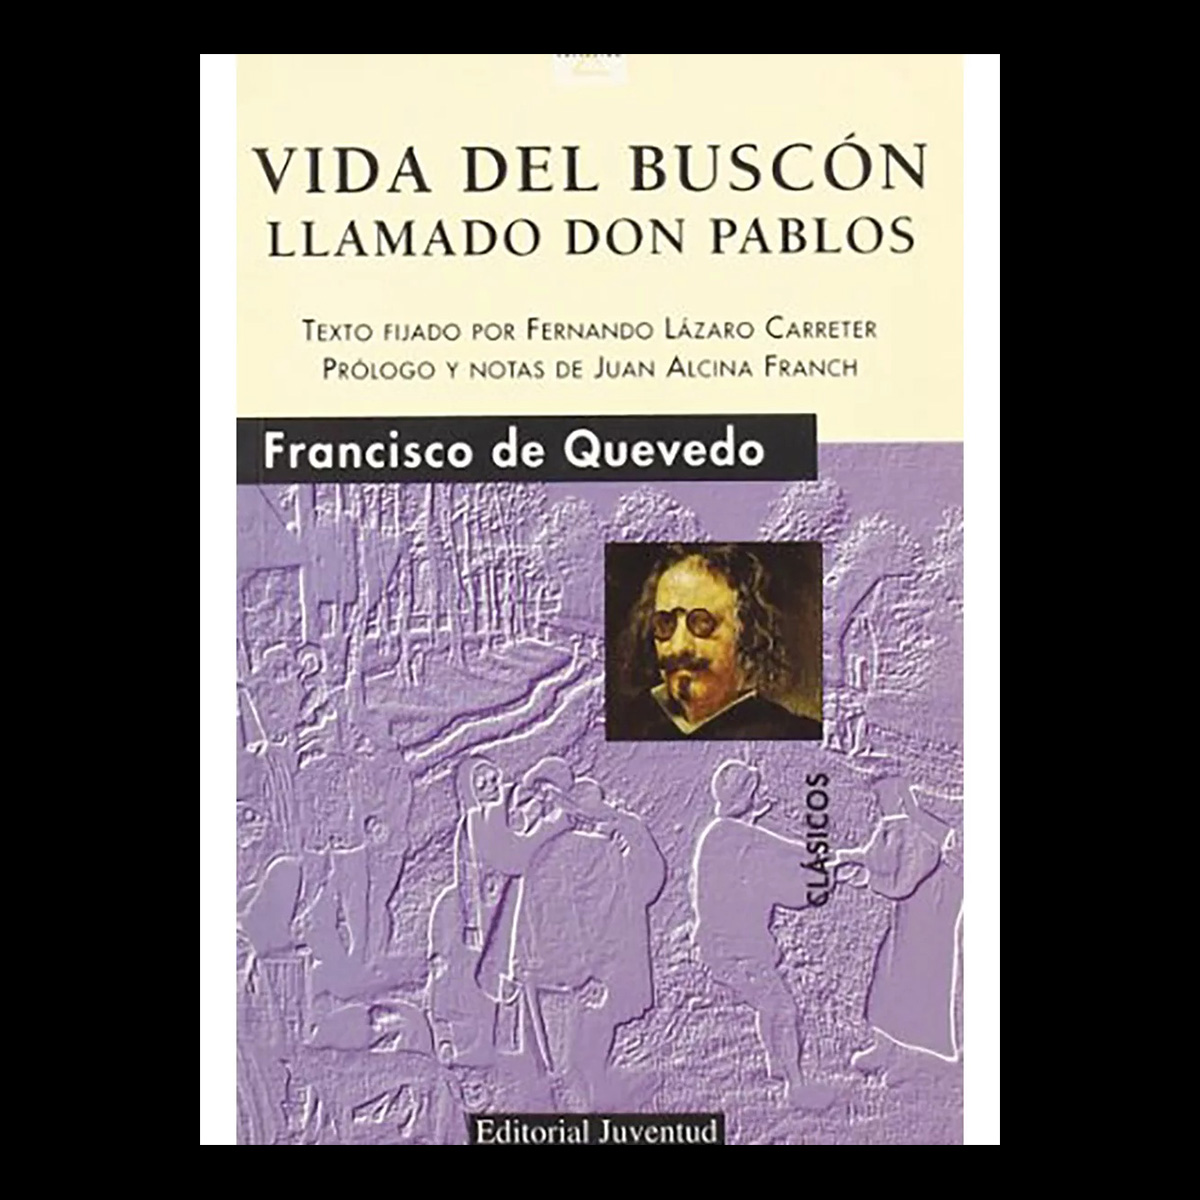 VIDA DEL BUSCÓN
LLAMADO DON PABLOS
TEXTO FIJADO POR FERNANDO LÁZARO CARRETER
PRÓLOGO Y NOTAS DE JUAN ALCINA FRANCH
Francisco de Quevedo
CLÁSICOS
Editorial Juventud